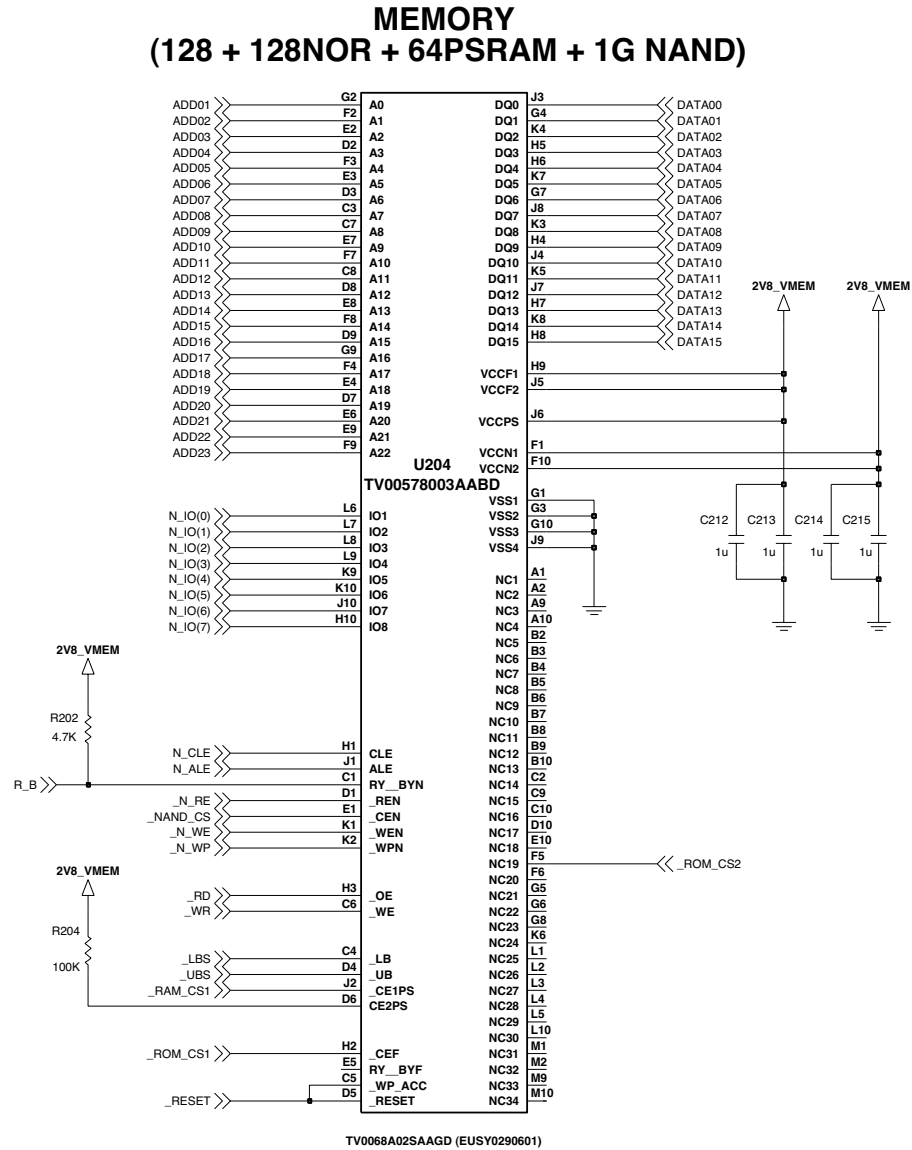 MEMORY
(128 + 128NOR + 64PSRAM + 1G NAND)
ADD01 G2 A0 DQ0 J3 DATA00
ADD02 F2 A1 DQ1 G4 DATA01
ADD03 E2 A2 DQ2 K4 DATA02
ADD04 D2 A3 DQ3 H5 DATA03
ADD05 F3 A4 DQ4 H6 DATA04
ADD06 E3 A5 DQ5 K7 DATA05
ADD07 D3 A6 DQ6 G7 DATA06
ADD08 C3 A7 DQ7 J8 DATA07
ADD09 C7 A8 DQ8 K3 DATA08
ADD10 E7 A9 DQ9 H4 DATA09
ADD11 F7 A10 DQ10 J4 DATA10
ADD12 C8 A11 DQ11 K5 DATA11
ADD13 D8 A12 DQ12 J7 DATA12 2V8_VMEM 2V8_VMEM
ADD14 E8 A13 DQ13 H7 DATA13
ADD15 F8 A14 DQ14 K8 DATA14
ADD16 D9 A15 DQ15 H8 DATA15
ADD17 G9 A16
ADD18 F4 A17 VCCF1 H9
ADD19 E4 A18 VCCF2 J5
ADD20 D7 A19
ADD21 E6 A20 VCCPS J6
ADD22 E9 A21
ADD23 F9 A22 VCCN1 F1
U204 VCCN2 F10
TV00578003AABD
VSS1 G1
N_IO(0) L6 IO1 VSS2 G3 C212 C213 C214 C215
N_IO(1) L7 IO2 VSS3 G10
N_IO(2) L8 IO3 VSS4 J9 1u 1u 1u 1u
N_IO(3) L9 IO4
N_IO(4) K9 IO5 NC1 A1
N_IO(5) K10 IO6 NC2 A2
N_IO(6) J10 IO7 NC3 A9
N_IO(7) H10 IO8 NC4 A10
NC5 B2
2V8_VMEM NC6 B3
NC7 B4
NC8 B5
NC9 B6
R202 NC10 B7
4.7K NC11 B8
N_CLE H1 CLE NC12 B9
N_ALE J1 ALE NC13 B10
R_B C1 RY__BYN NC14 C2
_N_RE D1 _REN NC15 C9
_NAND_CS E1 _CEN NC16 C10
_N_WE K1 _WEN NC17 D10
_N_WP K2 _WPN NC18 E10
NC19 F5 _ROM_CS2
2V8_VMEM NC20 F6
_RD H3 _OE NC21 G5
_WR C6 _WE NC22 G6
R204 NC23 G8
NC24 K6
100K _LBS C4 _LB NC25 L1
_UBS D4 _UB NC26 L2
_RAM_CS1 J2 _CE1PS NC27 L3
D6 CE2PS NC28 L4
NC29 L5
NC30 L10
_ROM_CS1 H2 _CEF NC31 M1
E5 RY__BYF NC32 M2
C5 _WP_ACC NC33 M9
_RESET D5 _RESET NC34 M10
TV0068A02SAAGD (EUSY0290601)